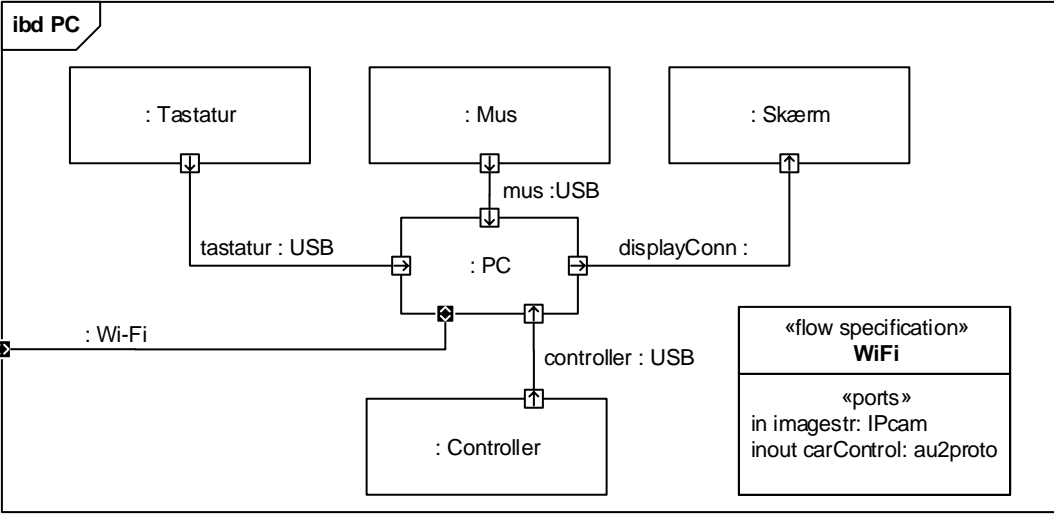 ibd PC
: Tastatur
: Mus
: Skærm
mus :USB
tastatur : USB
: PC
displayConn :
: Wi-Fi
controller : USB
: Controller
«flow specification»
WiFi
«ports»
in imagestr: IPcam
inout carControl: au2proto